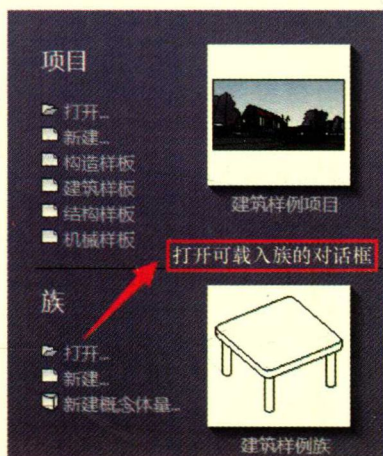 项目
打开...
新建...
构造样板
建筑样板
结构样板
机械样板
建筑样例项目
打开可载入族的对话框
族
打开...
新建...
新建概念体量...
建筑样例族